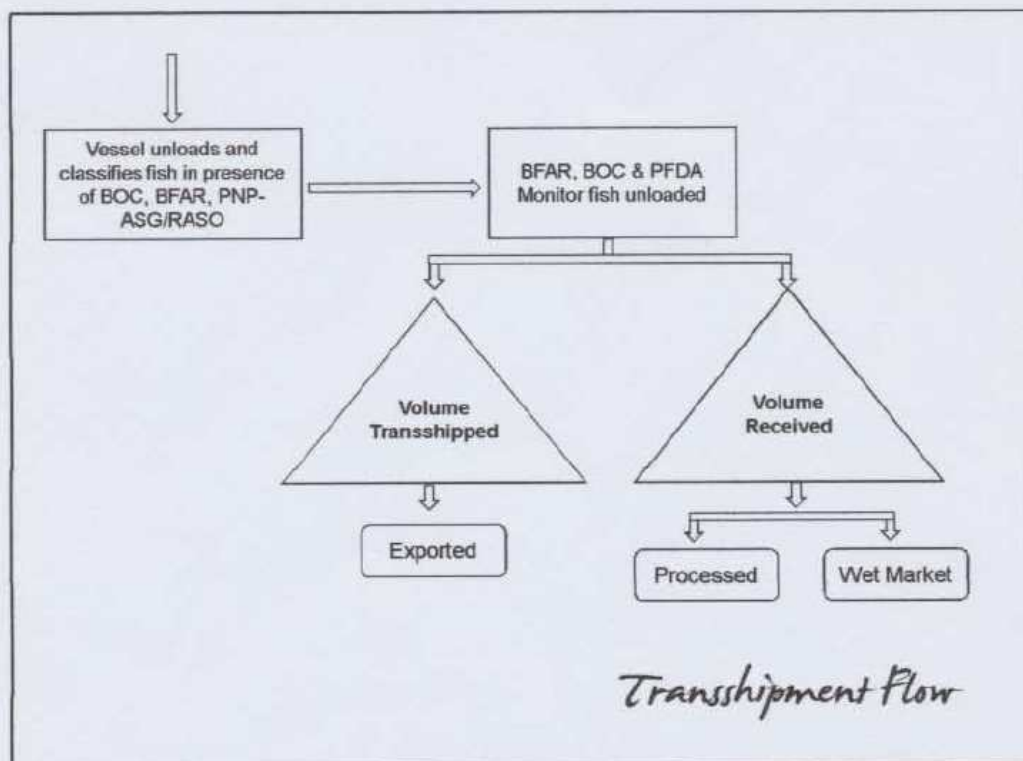 Vessel unloads and
classifies fish in presence
of BOC, BFAR, PNP-
ASG/RASO
BFAR, BOC & PFDA
Monitor fish unloaded
Volume
Transshipped
Volume
Received
Exported
Processed
Wet Market
Transshipment Flow